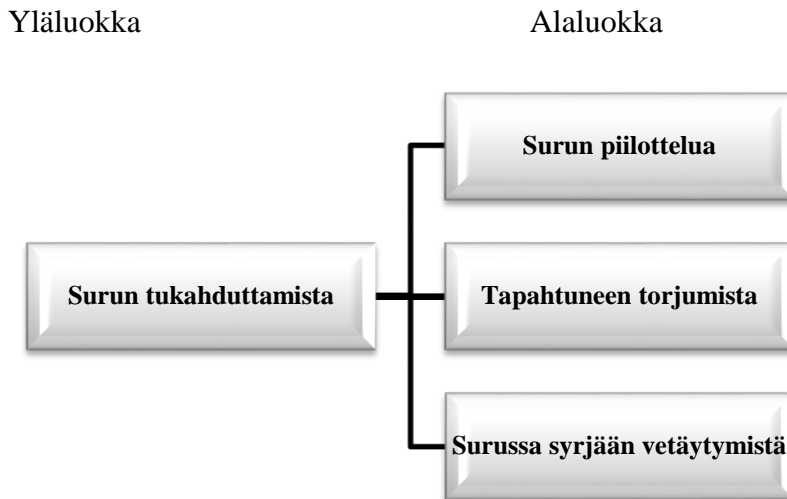 Yläluokka Alaluokka
Surun piilottelua
Surun tukahduttamista Tapahtuneen torjumista
Surussa syrjään vetäytymistä